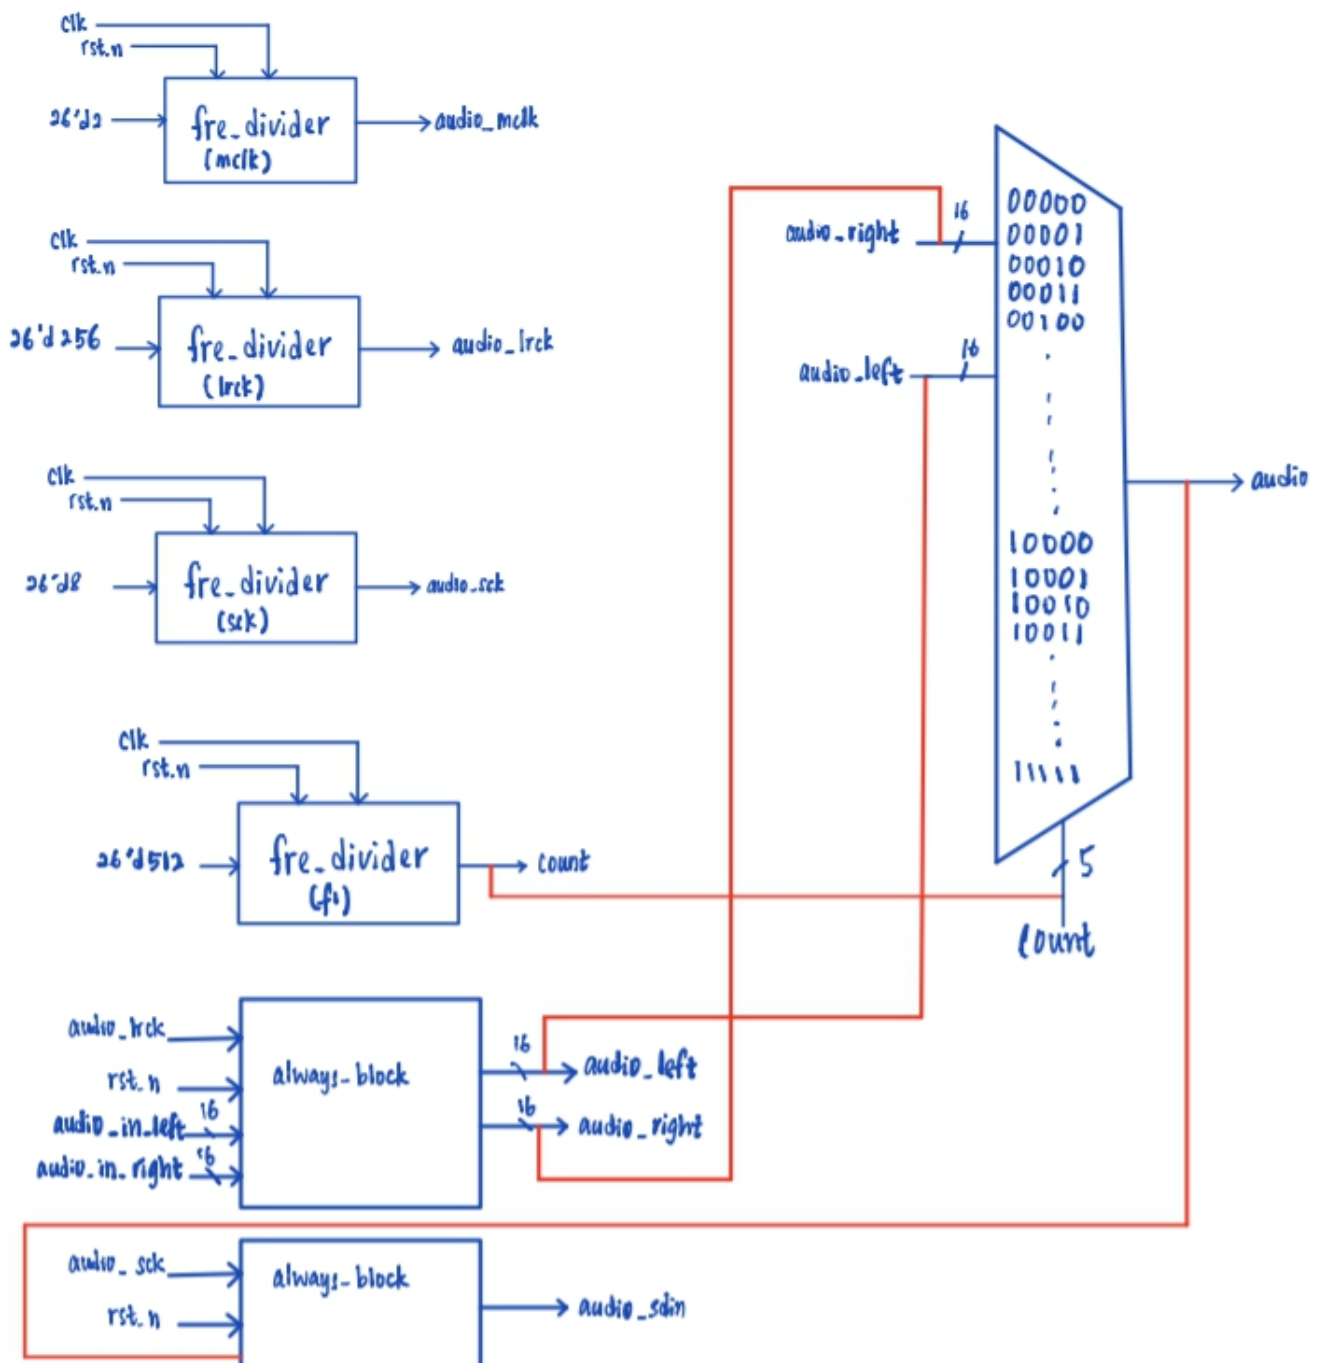 clk
rst_n
26'd2
fre_divider
(mclk)
audio_mclk
clk
rst_n
26'd256
fre_divider
(lrck)
audio_lrck
clk
rst_n
26'd8
fre_divider
(sck)
audio_sck
clk
rst_n
26'd512
fre_divider
(f1)
count
audio_lrck
rst_n
audio_in_left
16
audio_in_right
16
always_block
16
audio_left
16
audio_right
audio_sck
rst_n
always_block
audio_sdin
audio_right
16
audio_left
16
00000
00001
00010
00011
00100
10000
10001
10010
10011
11111
audio
5
count